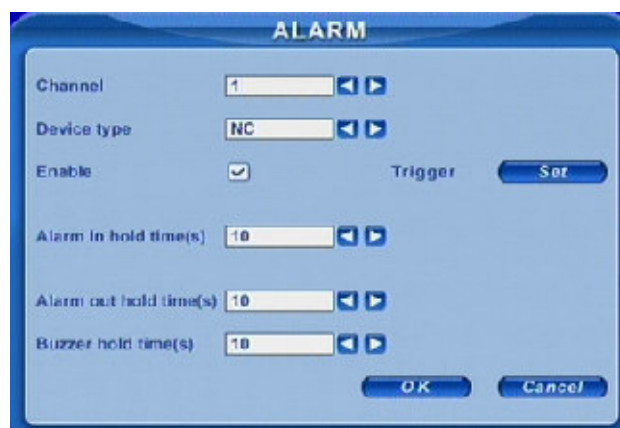 ALARM
Channel 1
Device type NC
Enable Trigger Set
Alarm in hold time(s) 10
Alarm out hold time(s) 10
Buzzer hold time(s) 10
OK Cancel